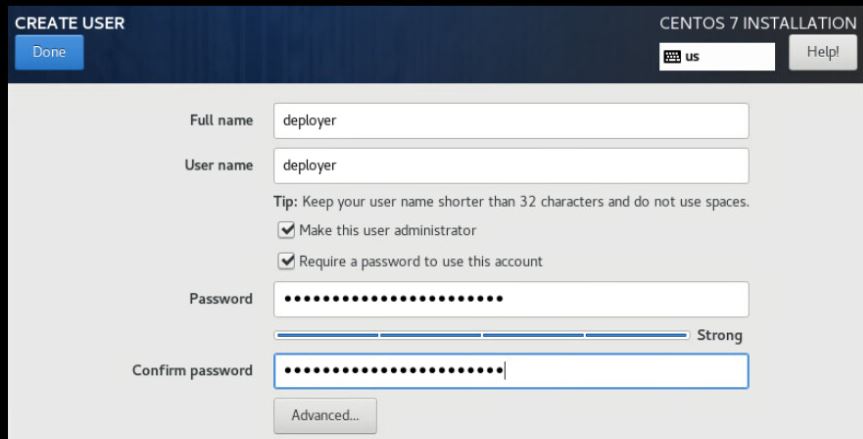 CREATE USER
CENTOS 7 INSTALLATION
Done
us
Help!
Full name
deployer
User name
deployer
Tip: Keep your user name shorter than 32 characters and do not use spaces.
Make this user administrator
Require a password to use this account
Password
•••••••••••••••••••••••
Strong
Confirm password
•••••••••••••••••••••••
Advanced...